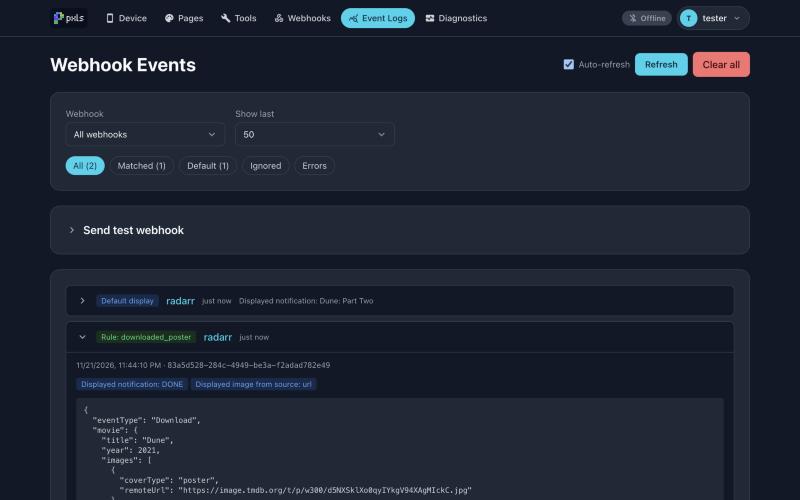 pxls Device Pages Tools Webhooks Event Logs Diagnostics Offline T tester
Webhook Events Auto-refresh Refresh Clear all
Webhook Show last
All webhooks 50
All (2) Matched (1) Default (1) Ignored Errors
Send test webhook
Default display radarr just now Displayed notification: Dune: Part Two
Rule: downloaded_poster radarr just now
11/21/2026, 11:44:10 PM · 83a5d528-284c-4949-be3a-f2adad782e49
Displayed notification: DONE Displayed image from source: url
{
"eventType": "Download",
"movie": {
"title": "Dune",
"year": 2021,
"images": [
{
"coverType": "poster",
"remoteUrl": "https://image.tmdb.org/t/p/w300/d5NXSklXo0qyIYkgV94XAgMIckC.jpg"
}